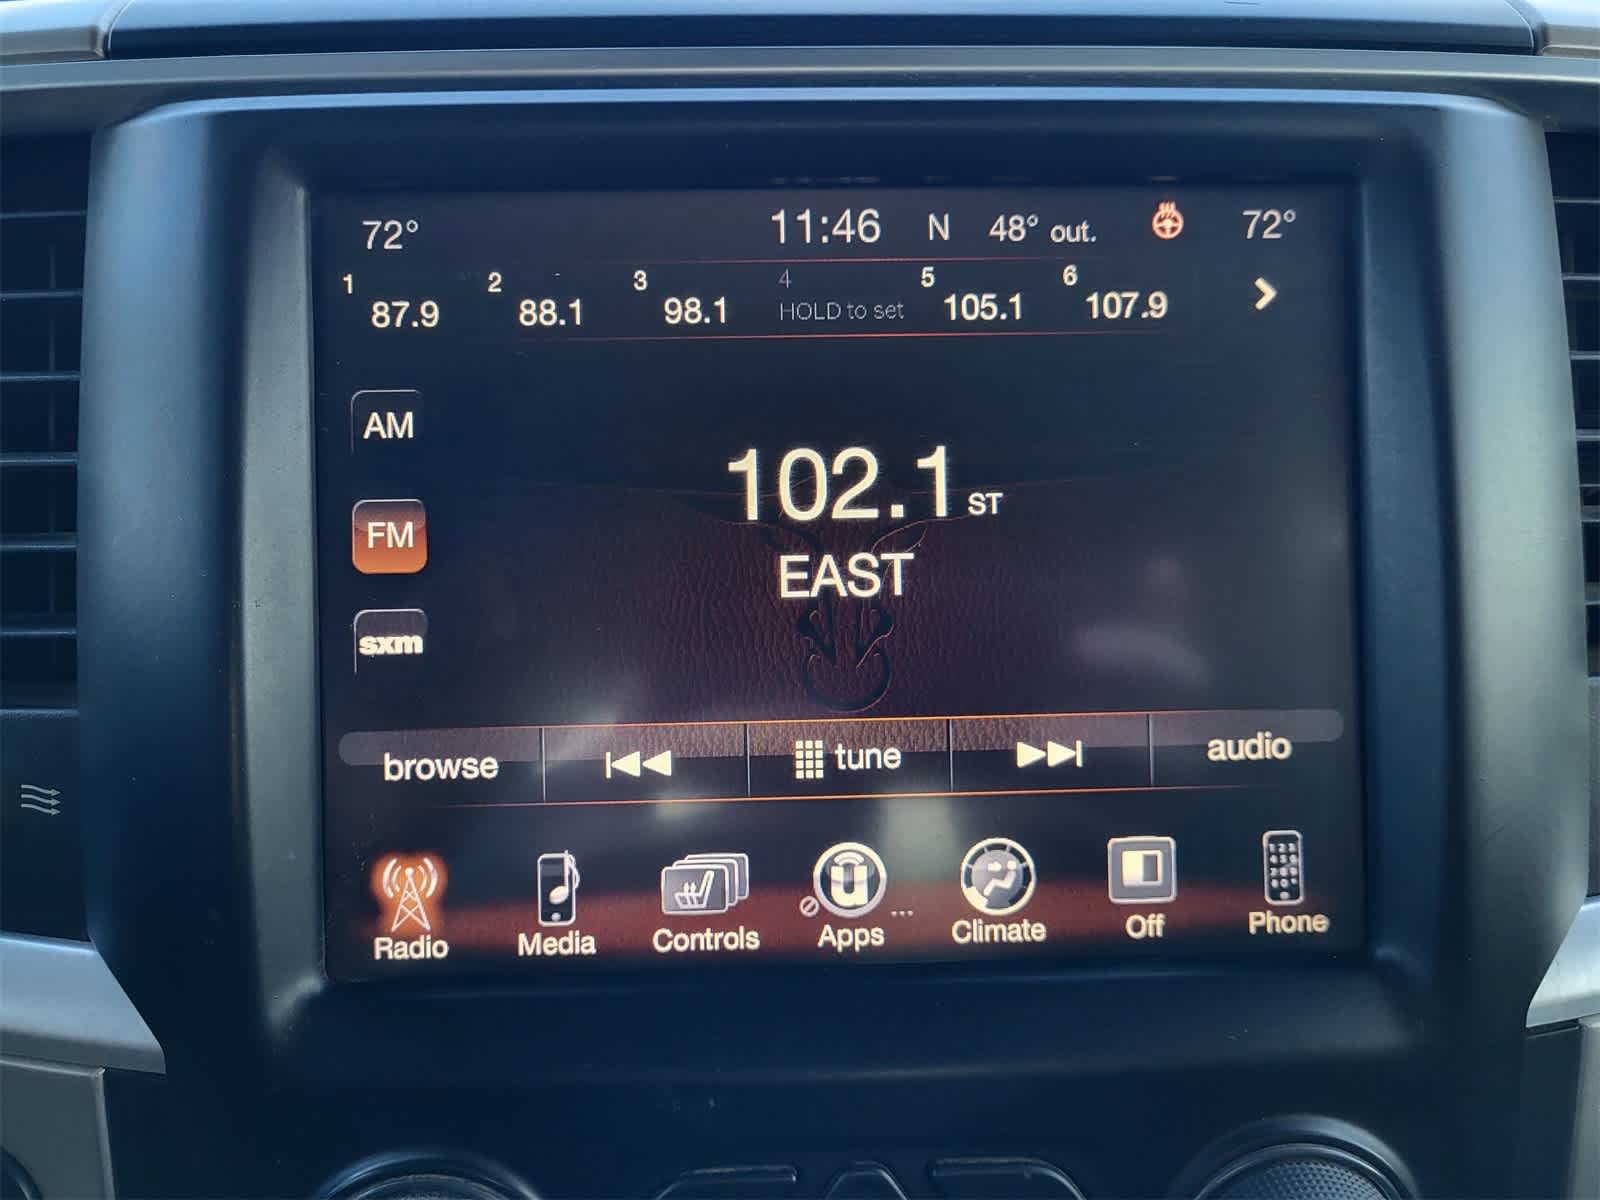 72° 11:46 N 48° out. 72°
1 87.9 2 88.1 3 98.1 4 HOLD to set 5 105.1 6 107.9
AM
102.1 ST
FM
EAST
sxm
browse tune audio
Radio Media Controls Apps ... Climate Off Phone